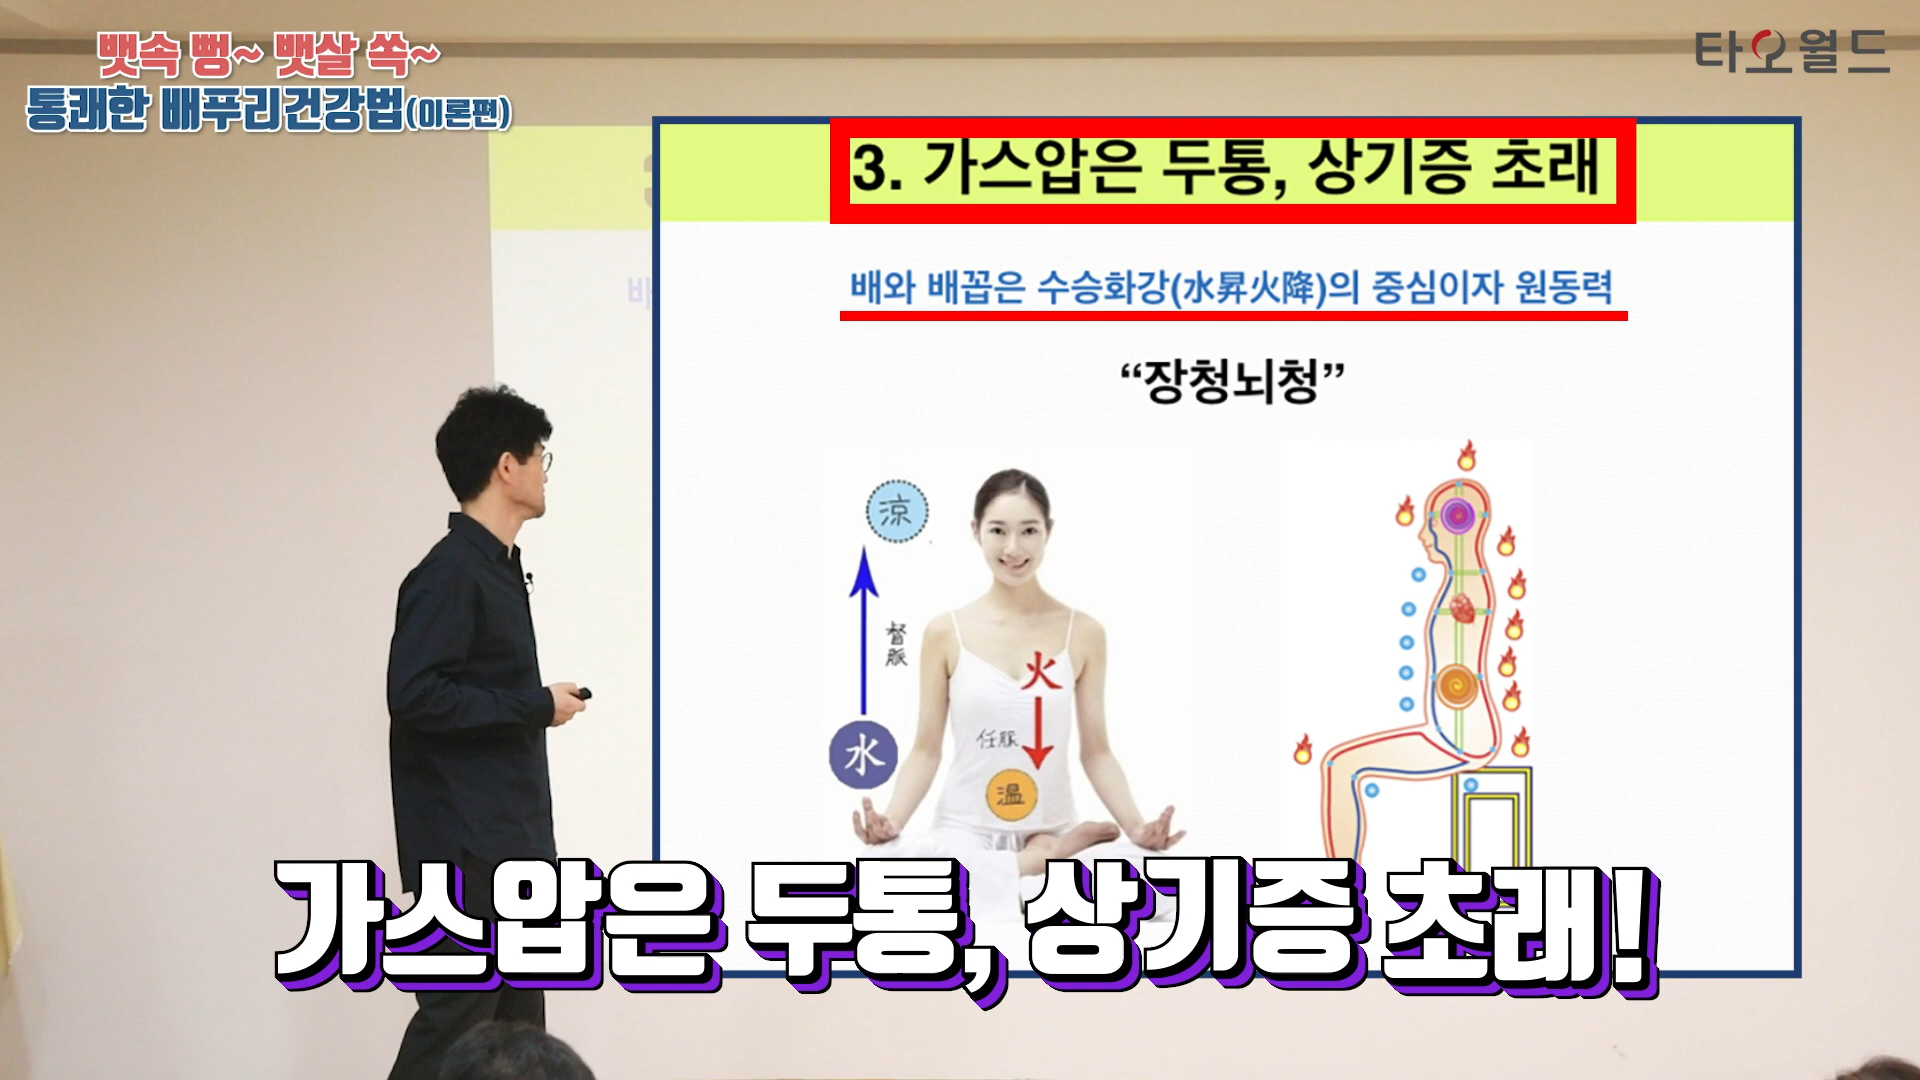 뱃속 뻥~ 뱃살 쏙~
통쾌한 배푸리건강법(이론편)
타오월드
3. 가스압은 두통, 상기증 초래
배와 배꼽은 수승화강(水昇火降)의 중심이자 원동력
“장청뇌청”
涼
督脈
火
任脈
水
溫
가스압은 두통, 상기증 초래!